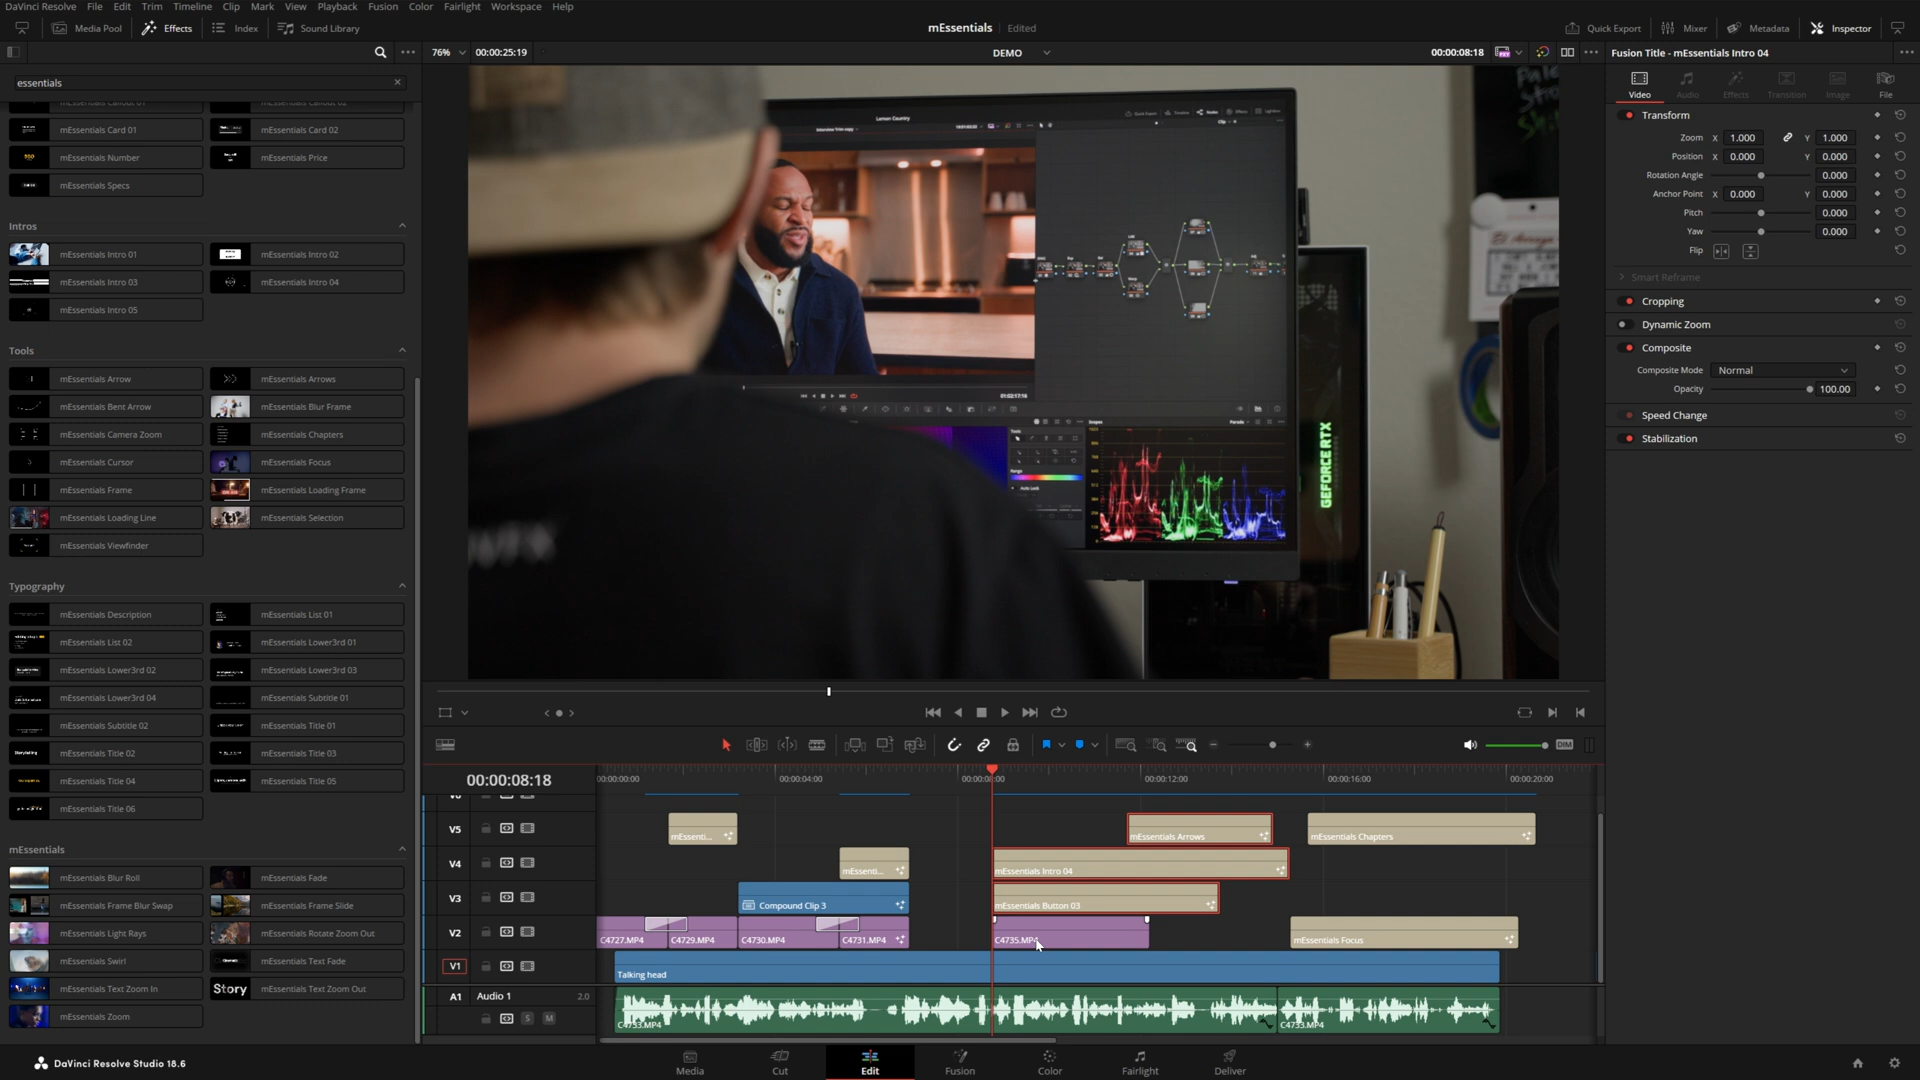 DaVinci Resolve File Edit Trim Timeline Clip Mark View Playback Fusion Color Fairlight Workspace Help
Media Pool Effects Index Sound Library
mEssentials Edited
Quick Export Mixer Metadata Inspector
76% 00:00:25:19
DEMO
00:00:08:18
Fusion Title - mEssentials Intro 04
essentials
mEssentials Callout 01 mEssentials Callout 02
mEssentials Card 01 mEssentials Card 02
mEssentials Number mEssentials Price
mEssentials Specs
Intros
mEssentials Intro 01 mEssentials Intro 02
mEssentials Intro 03 mEssentials Intro 04
mEssentials Intro 05
Tools
mEssentials Arrow mEssentials Arrows
mEssentials Bent Arrow mEssentials Blur Frame
mEssentials Camera Zoom mEssentials Chapters
mEssentials Cursor mEssentials Focus
mEssentials Frame mEssentials Loading Frame
mEssentials Loading Line mEssentials Selection
mEssentials Viewfinder
Typography
mEssentials Description mEssentials List 01
mEssentials List 02 mEssentials Lower3rd 01
mEssentials Lower3rd 02 mEssentials Lower3rd 03
mEssentials Lower3rd 04 mEssentials Subtitle 01
mEssentials Subtitle 02 mEssentials Title 01
mEssentials Title 02 mEssentials Title 03
mEssentials Title 04 mEssentials Title 05
mEssentials Title 06
mEssentials
mEssentials Blur Roll mEssentials Fade
mEssentials Frame Blur Swap mEssentials Frame Slide
mEssentials Light Rays mEssentials Rotate Zoom Out
mEssentials Swirl mEssentials Text Fade
mEssentials Text Zoom In Story mEssentials Text Zoom Out
mEssentials Zoom
Lemon Country
GEFORCE RTX
Video Audio Effects Transition Image File
Transform
Zoom X 1.000 Y 1.000
Position X 0.000 Y 0.000
Rotation Angle 0.000
Anchor Point X 0.000 Y 0.000
Pitch 0.000
Yaw 0.000
Flip
Smart Reframe
Cropping
Dynamic Zoom
Composite
Composite Mode Normal
Opacity 100.00
Speed Change
Stabilization
DIM
00:00:08:18
00:00:00:00 00:00:04:00 00:00:08:00 00:00:12:00 00:00:16:00 00:00:20:00
V5 mEssenti... mEssentials Arrows mEssentials Chapters
V4 mEssenti... mEssentials Intro 04
V3 Compound Clip 3 mEssentials Button 03
V2 C4727.MP4 C4729.MP4 C4730.MP4 C4731.MP4 C4735.MP4 mEssentials Focus
V1 Talking head
A1 Audio 1 2.0
S M
C4733.MP4 C4733.MP4
DaVinci Resolve Studio 18.6
Media Cut Edit Fusion Color Fairlight Deliver